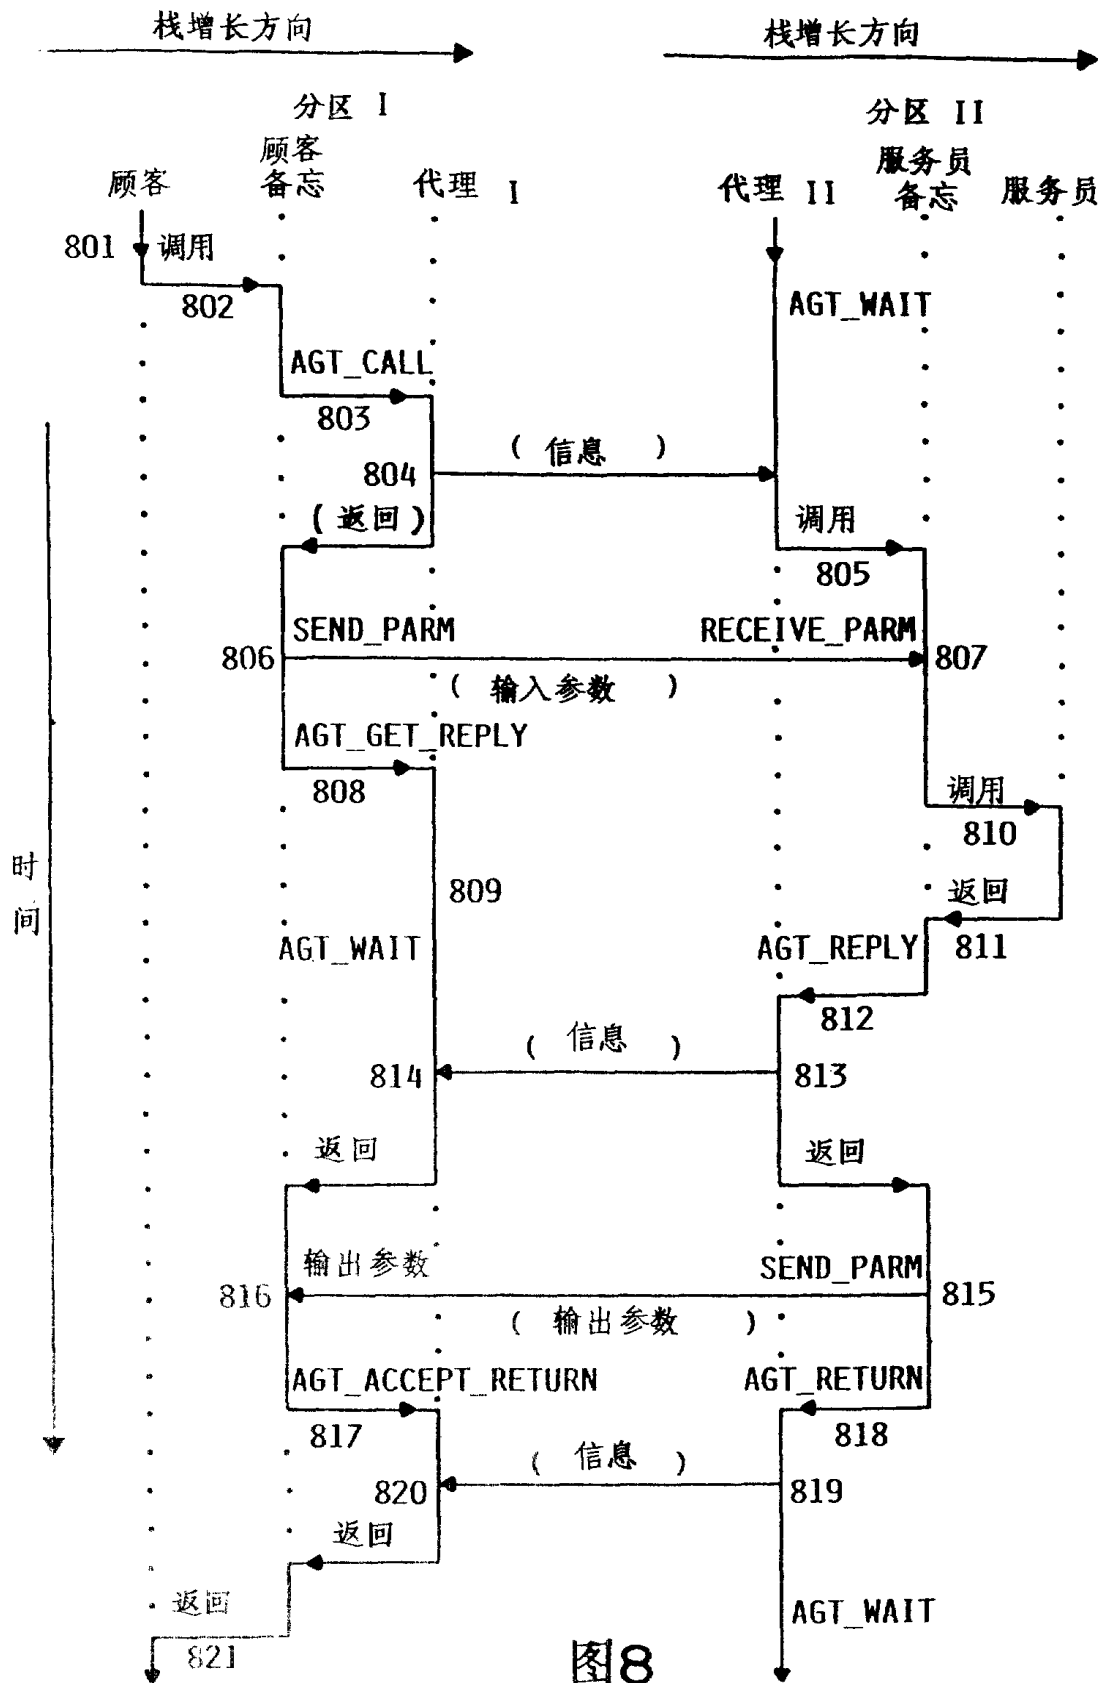 栈增长方向
栈增长方向
分区 I
分区 II
顾客
顾客
备忘
代理 I
代理 II
服务员
备忘
服务员
801
调用
802
AGT_WAIT
AGT_CALL
803
( 信息 )
804
(返回)
调用
805
SEND_PARM
RECEIVE_PARM
806
807
( 输入参数 )
AGT_GET_REPLY
808
调用
810
时
间
809
返回
AGT_WAIT
AGT_REPLY
811
812
( 信息 )
814
813
返回
返回
输出参数
SEND_PARM
816
815
( 输出参数 )
AGT_ACCEPT_RETURN
AGT_RETURN
817
818
( 信息 )
820
819
返回
返回
AGT_WAIT
821
图8